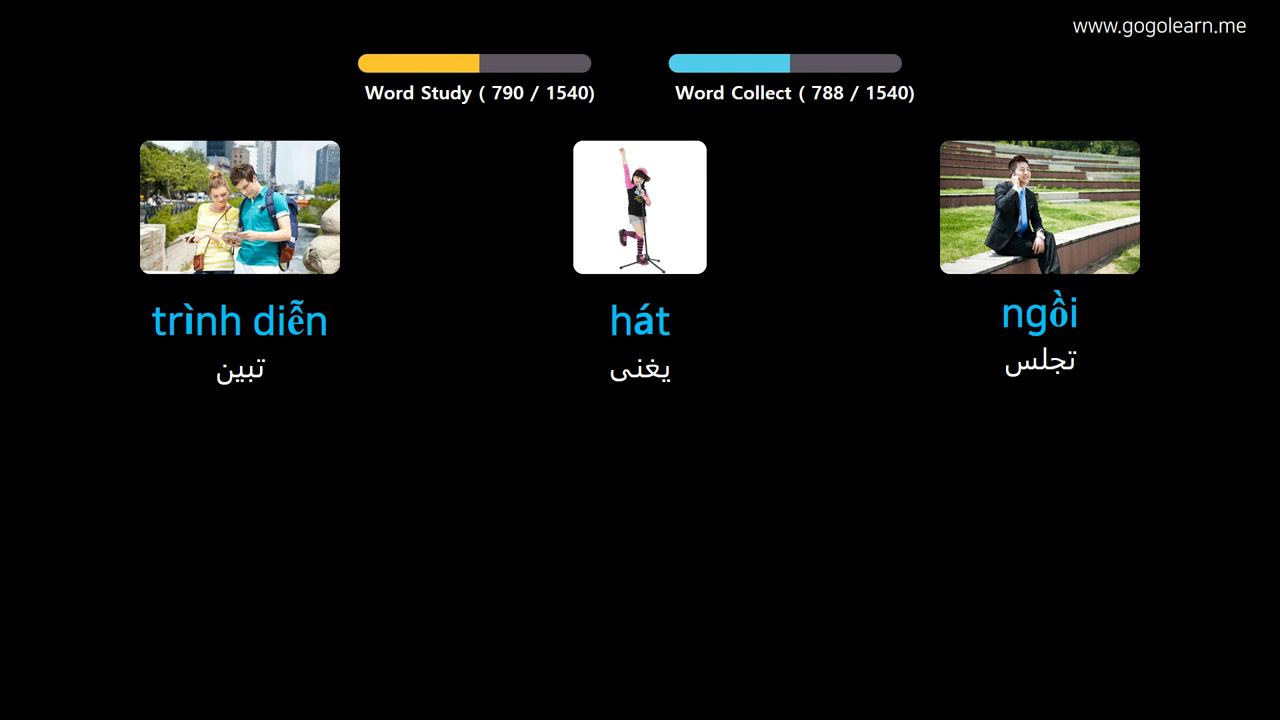 www.gogolearn.me
Word Study ( 790 / 1540)
Word Collect ( 788 / 1540)
trình diễn
hát
ngồi
تبين
يغنى
تجلس